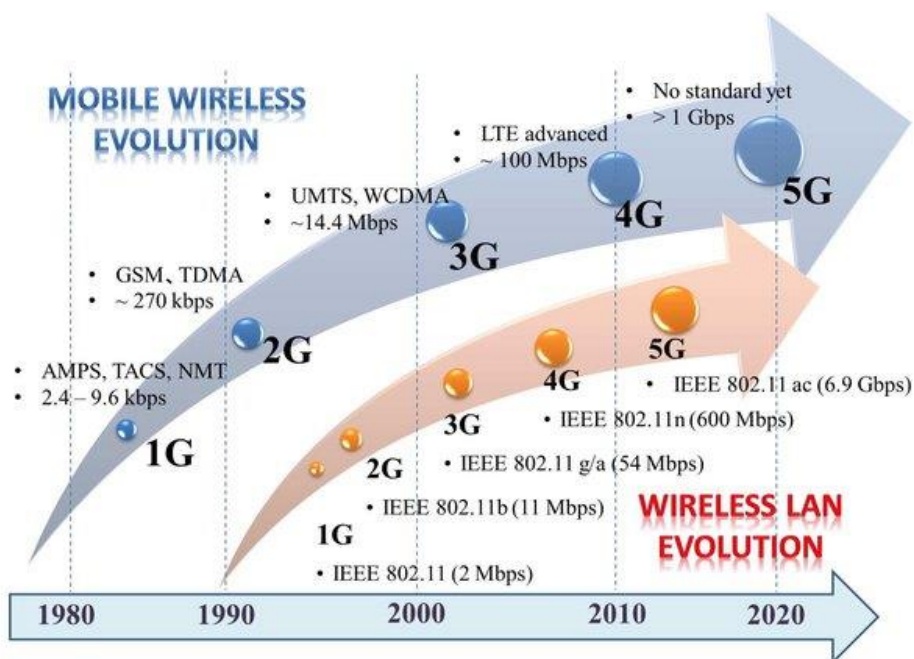 MOBILE WIRELESS
EVOLUTION
• No standard yet
• > 1 Gbps
5G
• LTE advanced
• ~ 100 Mbps
4G
• UMTS, WCDMA
• ~14.4 Mbps
3G
• GSM、TDMA
• ~ 270 kbps
2G
• AMPS, TACS, NMT
• 2.4 – 9.6 kbps
1G
5G
• IEEE 802.11 ac (6.9 Gbps)
4G
• IEEE 802.11n (600 Mbps)
3G
• IEEE 802.11 g/a (54 Mbps)
2G
• IEEE 802.11b (11 Mbps)
1G
• IEEE 802.11 (2 Mbps)
WIRELESS LAN
EVOLUTION
1980 1990 2000 2010 2020